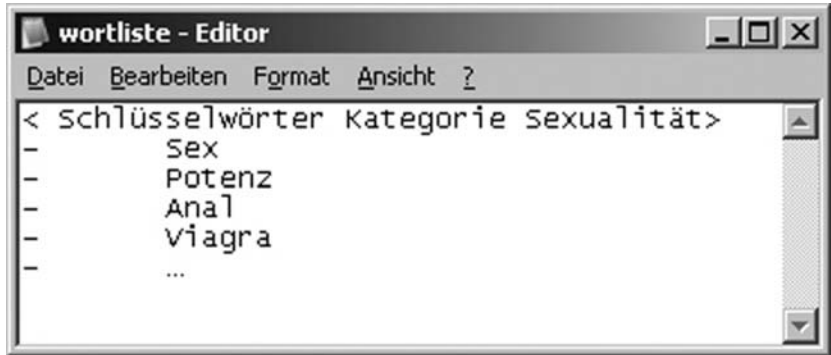 wortliste - Editor
Datei Bearbeiten Format Ansicht ?
< Schlüsselwörter Kategorie Sexualität>
- Sex
- Potenz
- Anal
- Viagra
- …